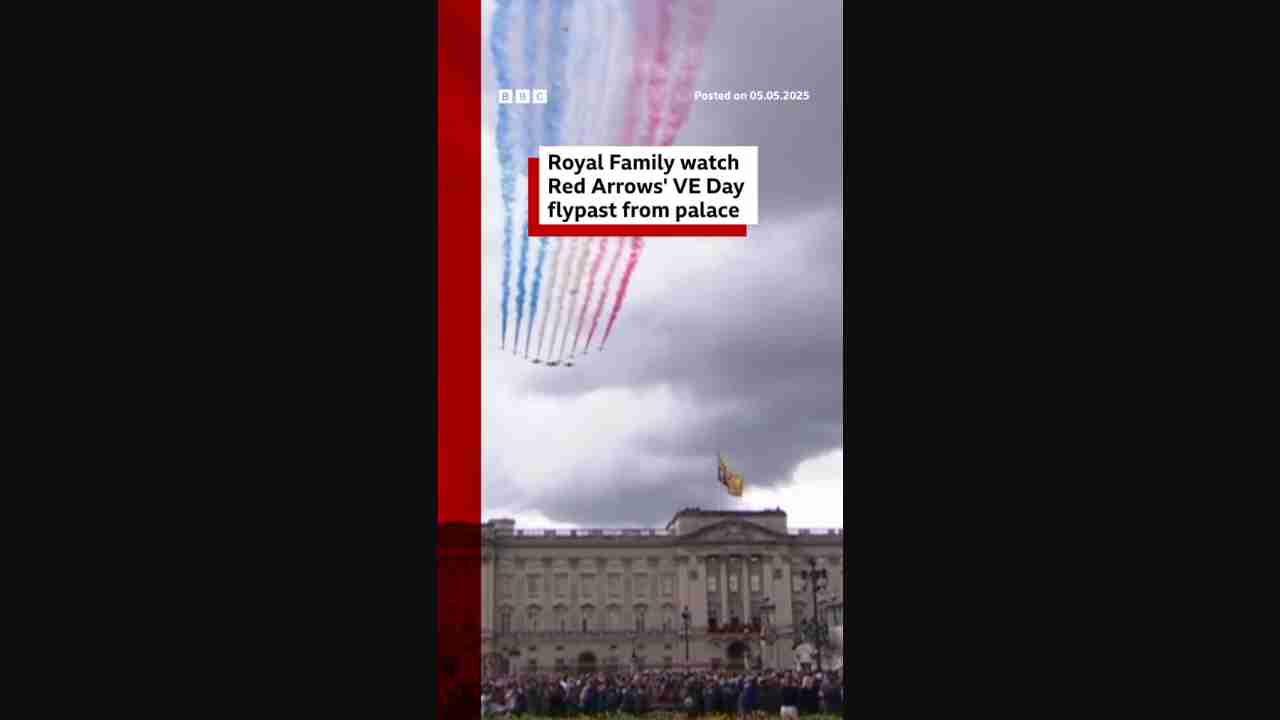 BBC
Posted on 05.05.2025
Royal Family watch
Red Arrows' VE Day
flypast from palace